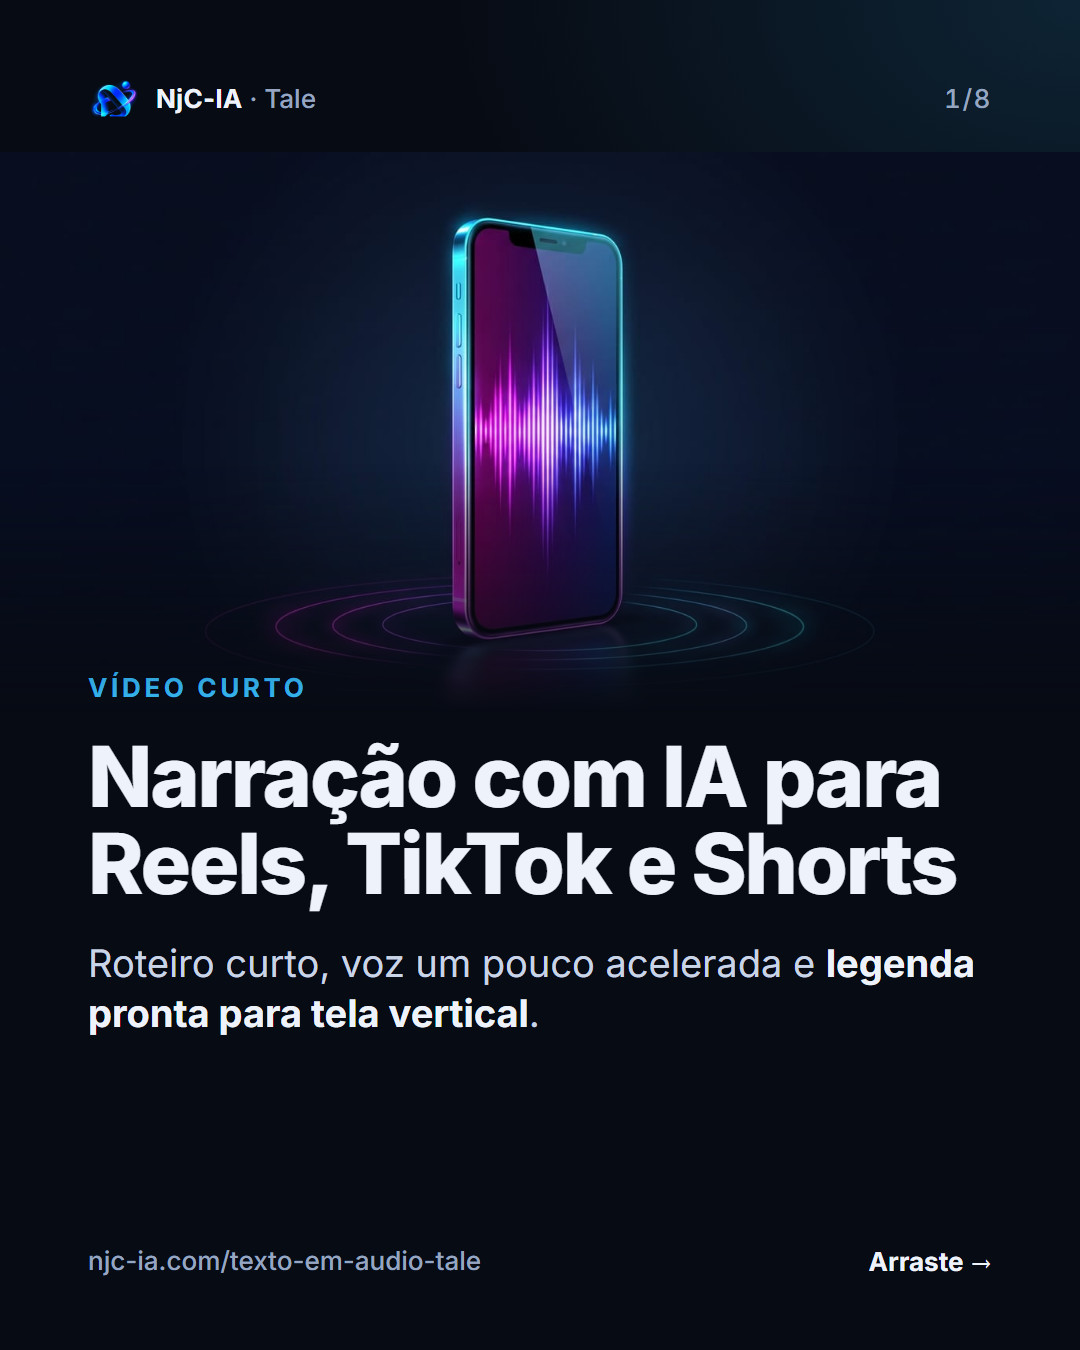 NjC-IA · Tale
1/8
VÍDEO CURTO
Narração com IA para
Reels, TikTok e Shorts
Roteiro curto, voz um pouco acelerada e legenda
pronta para tela vertical.
njc-ia.com/texto-em-audio-tale
Arraste →